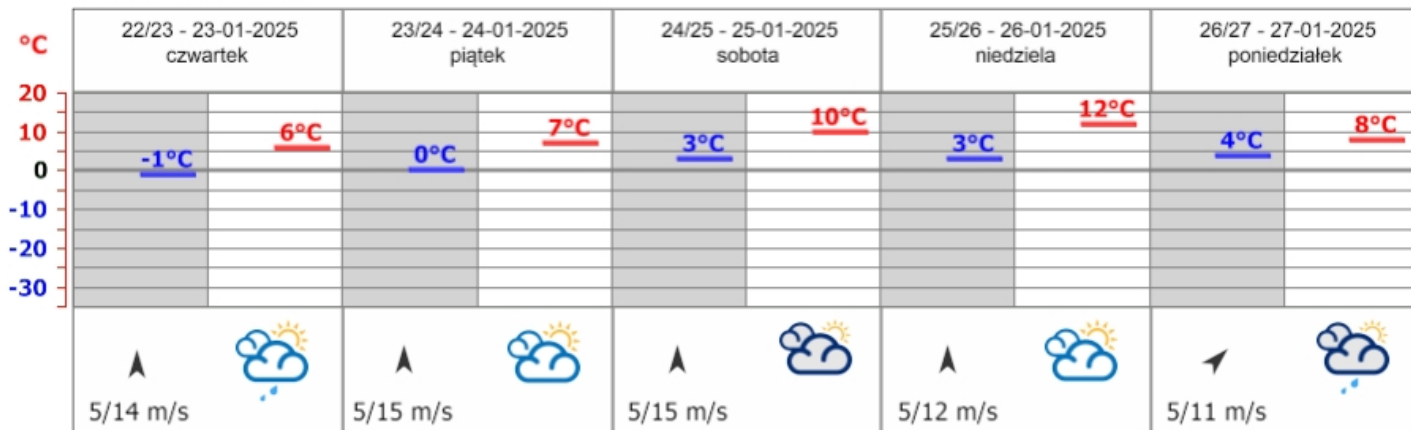 °C
22/23 - 23-01-2025
czwartek
23/24 - 24-01-2025
piątek
24/25 - 25-01-2025
sobota
25/26 - 26-01-2025
niedziela
26/27 - 27-01-2025
poniedziałek
20
10
0
-10
-20
-30
-1°C
6°C
0°C
7°C
3°C
10°C
3°C
12°C
4°C
8°C
5/14 m/s
5/15 m/s
5/15 m/s
5/12 m/s
5/11 m/s